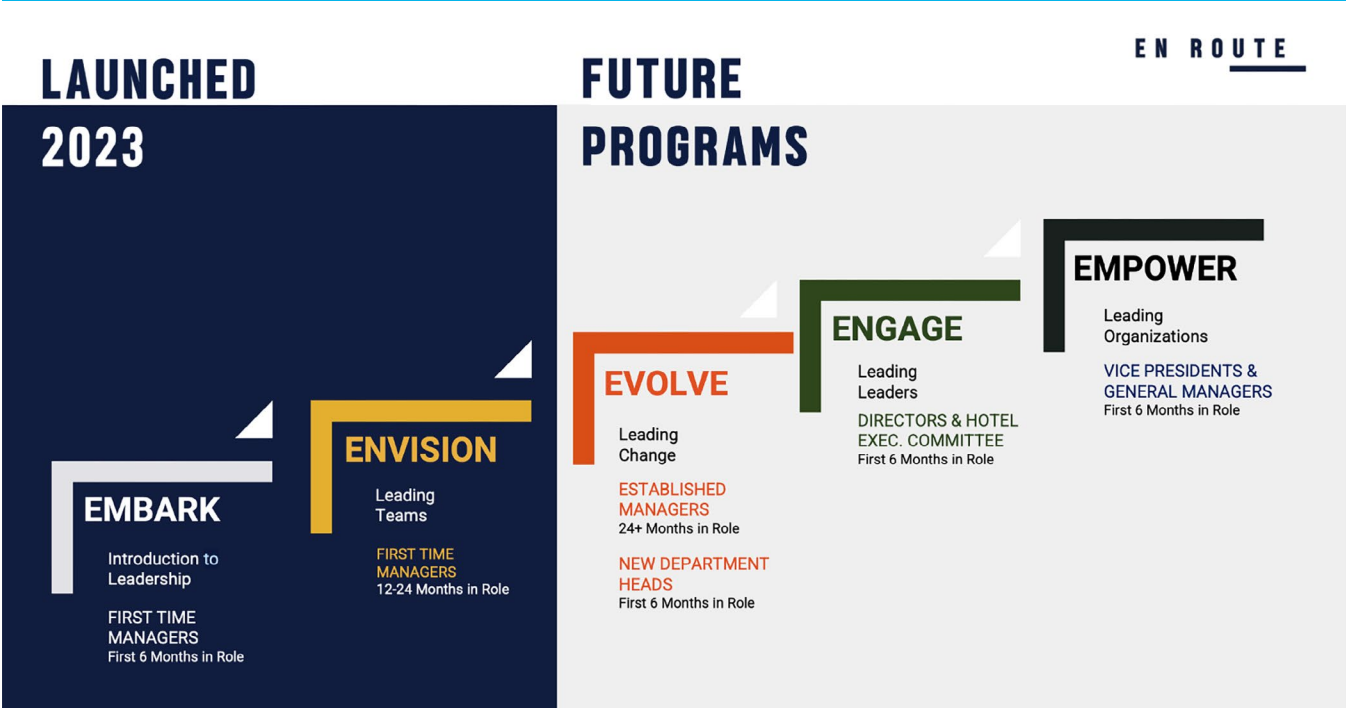 EN ROUTE
LAUNCHED
2023
FUTURE
PROGRAMS
EMBARK
Introduction to
Leadership
FIRST TIME
MANAGERS
First 6 Months in Role
ENVISION
Leading
Teams
FIRST TIME
MANAGERS
12-24 Months in Role
EVOLVE
Leading
Change
ESTABLISHED
MANAGERS
24+ Months in Role
NEW DEPARTMENT
HEADS
First 6 Months in Role
ENGAGE
Leading
Leaders
DIRECTORS & HOTEL
EXEC. COMMITTEE
First 6 Months in Role
EMPOWER
Leading
Organizations
VICE PRESIDENTS &
GENERAL MANAGERS
First 6 Months in Role